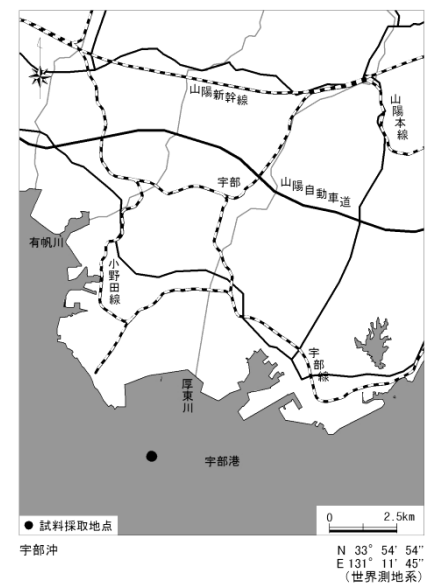 山陽新幹線
山陽本線
宇部
山陽自動車道
有帆川
小野田線
宇部線
厚東川
宇部港
● 試料採取地点
0 2.5km
宇部沖
N 33° 54′ 54″
E 131° 11′ 45″
(世界測地系)